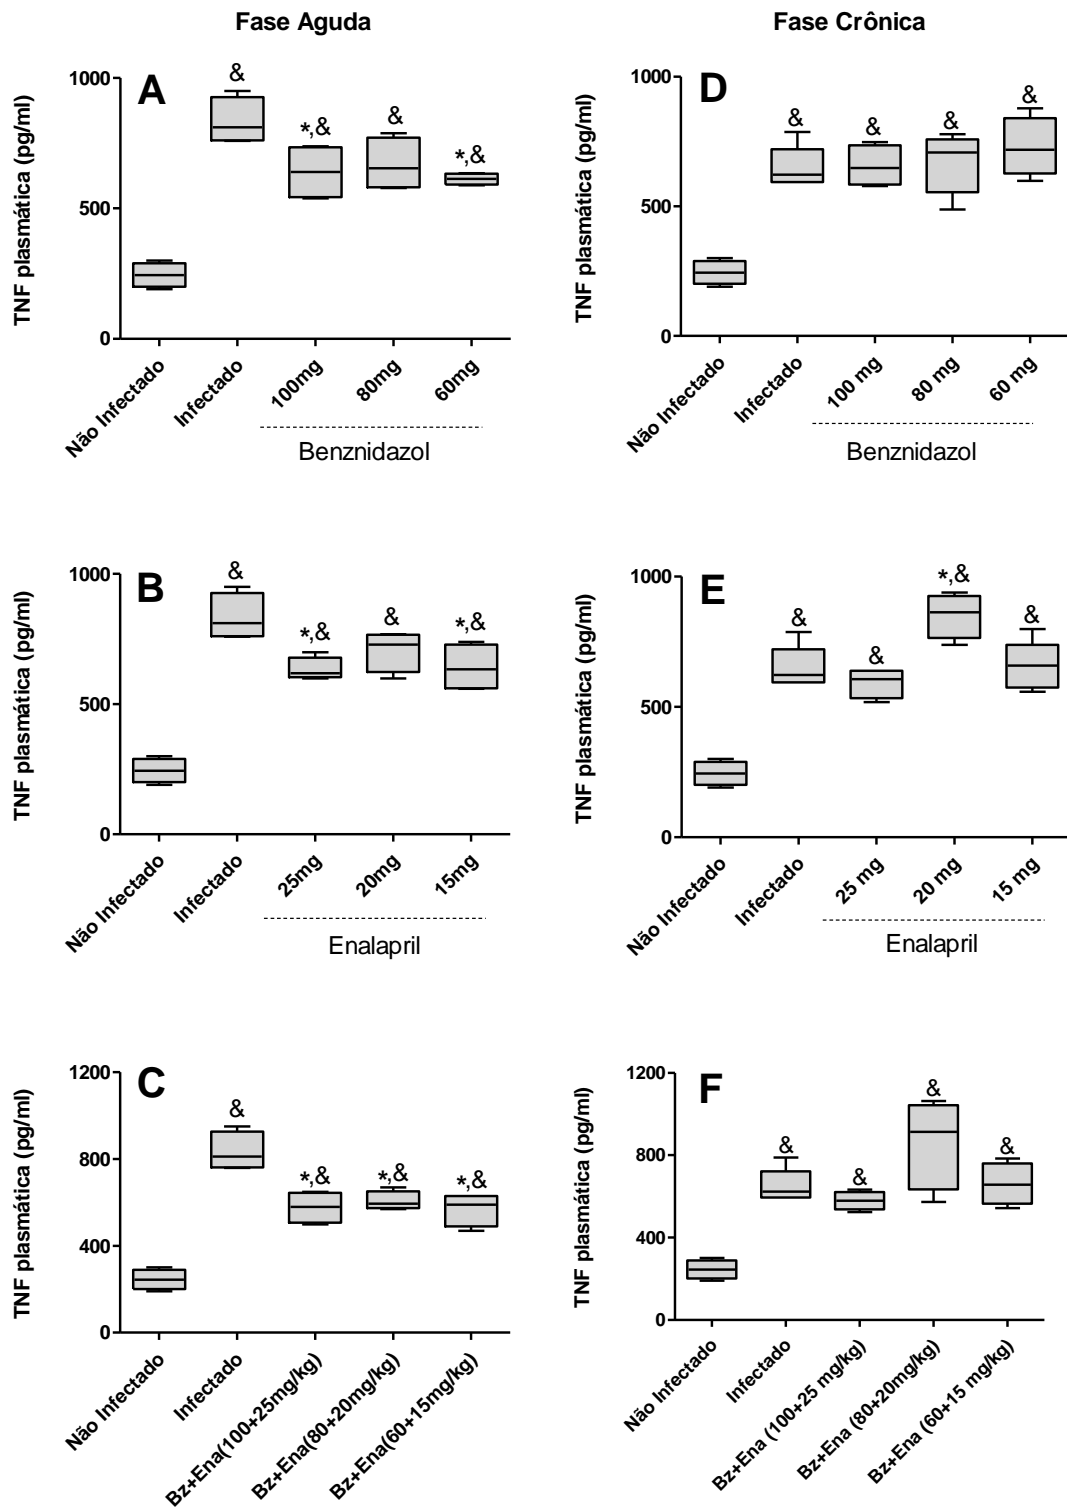 Fase Aguda
Fase Crônica
A
TNF plasmática (pg/ml)
1000
500
0
&
*,&
&
*,&
Não Infectado
Infectado
100mg
80mg
60mg
Benznidazol
D
TNF plasmática (pg/ml)
1000
500
0
&
&
&
&
Não Infectado
Infectado
100 mg
80 mg
60 mg
Benznidazol
B
TNF plasmática (pg/ml)
1000
500
0
&
*,&
&
*,&
Não Infectado
Infectado
25mg
20mg
15mg
Enalapril
E
TNF plasmática (pg/ml)
1000
500
0
&
&
*,&
&
Não Infectado
Infectado
25 mg
20 mg
15 mg
Enalapril
C
TNF plasmática (pg/ml)
1200
800
400
0
&
*,&
*,&
*,&
Não Infectado
Infectado
Bz+Ena(100+25mg/kg)
Bz+Ena(80+20mg/kg)
Bz+Ena(60+15mg/kg)
F
TNF plasmática (pg/ml)
1200
800
400
0
&
&
&
&
Não Infectado
Infectado
Bz+Ena (100+25 mg/kg)
Bz+Ena (80+20mg/kg)
Bz+Ena (60+15 mg/kg)